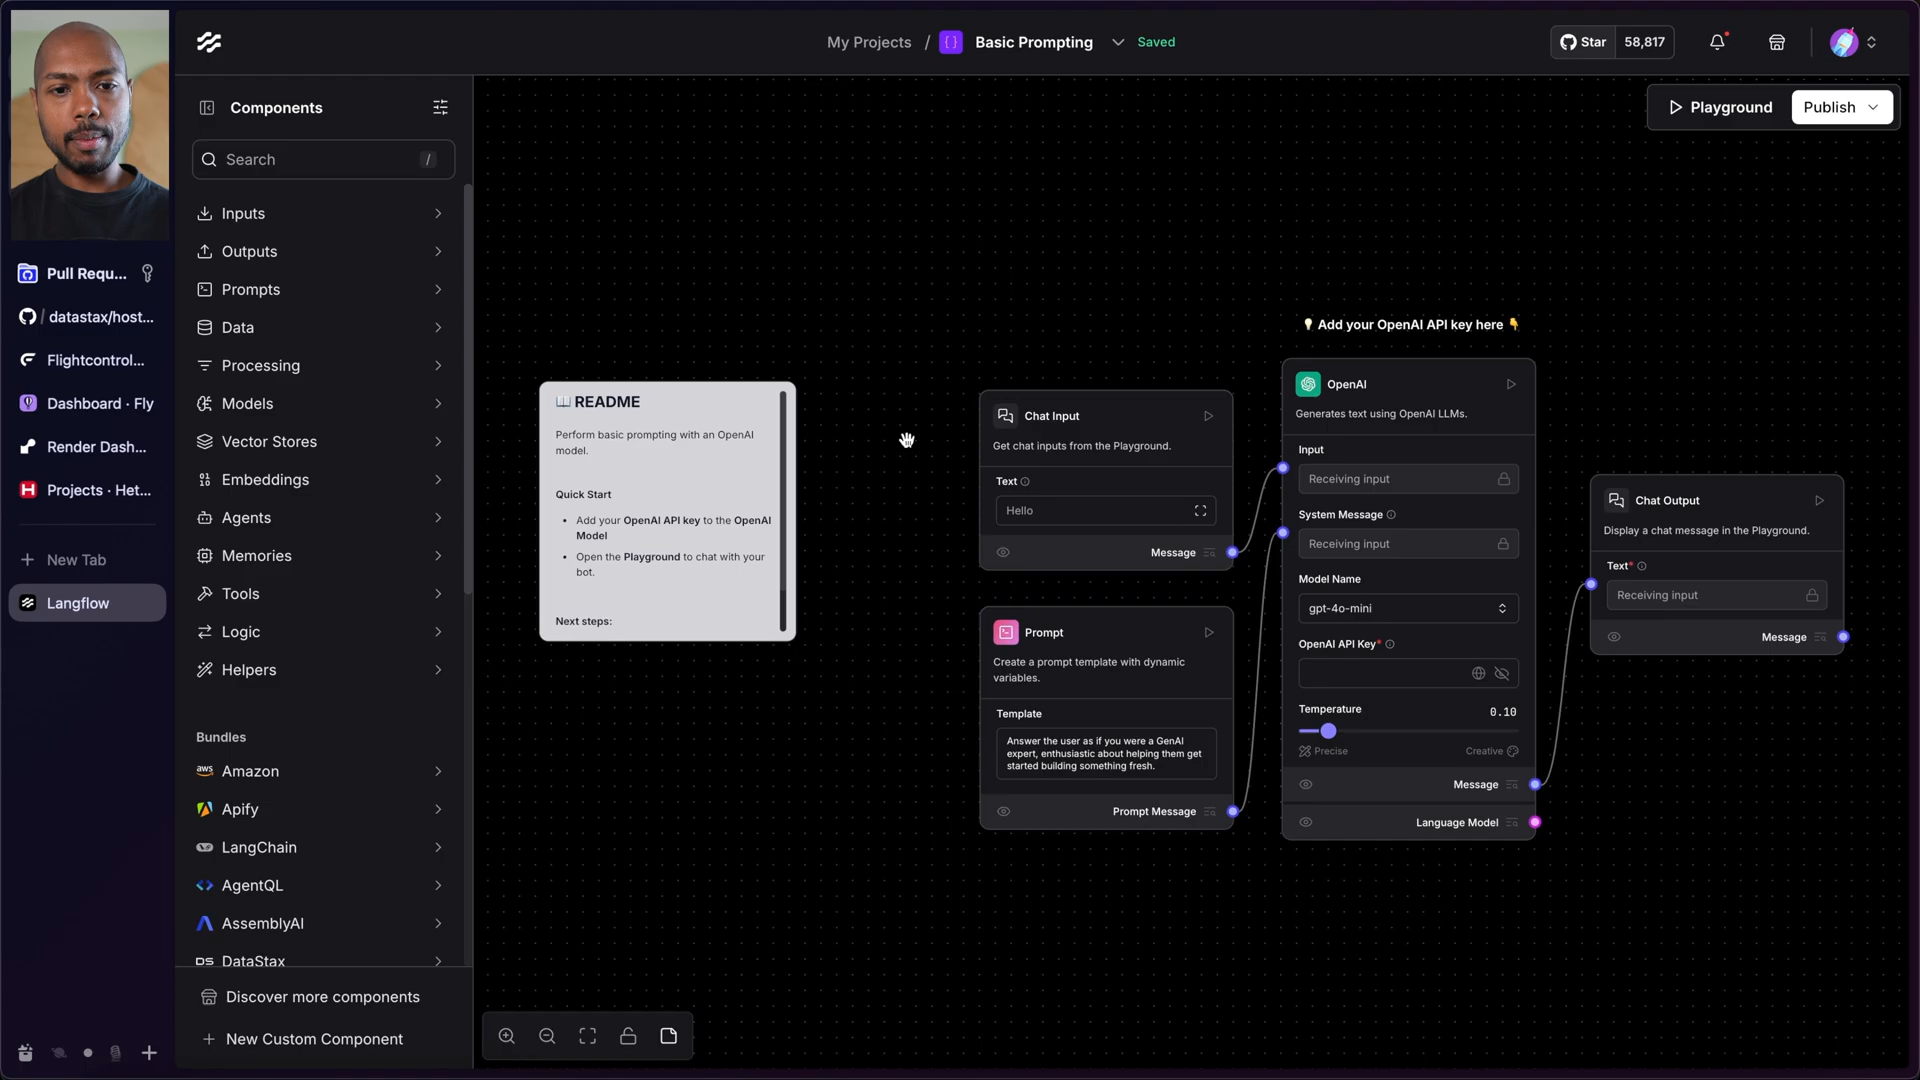 My Projects / Basic Prompting Saved
Star 58,817
Playground Publish
Pull Requ...
/ datastax/host...
Flightcontrol...
Dashboard · Fly
Render Dash...
Projects · Het...
New Tab
Langflow
Components
Search /
Inputs
Outputs
Prompts
Data
Processing
Models
Vector Stores
Embeddings
Agents
Memories
Tools
Logic
Helpers
Bundles
aws Amazon
Apify
LangChain
AgentQL
AssemblyAI
DS DataStax
Discover more components
New Custom Component
📖 README
Perform basic prompting with an OpenAI
model.
Quick Start
• Add your OpenAI API key to the OpenAI
Model
• Open the Playground to chat with your
bot.
Next steps:
Chat Input
Get chat inputs from the Playground.
Text
Hello
Message
Prompt
Create a prompt template with dynamic
variables.
Template
Answer the user as if you were a GenAI
expert, enthusiastic about helping them get
started building something fresh.
Prompt Message
💡 Add your OpenAI API key here 👇
OpenAI
Generates text using OpenAI LLMs.
Input
Receiving input
System Message
Receiving input
Model Name
gpt-4o-mini
OpenAI API Key*
Temperature 0.10
Precise Creative
Message
Language Model
Chat Output
Display a chat message in the Playground.
Text*
Receiving input
Message